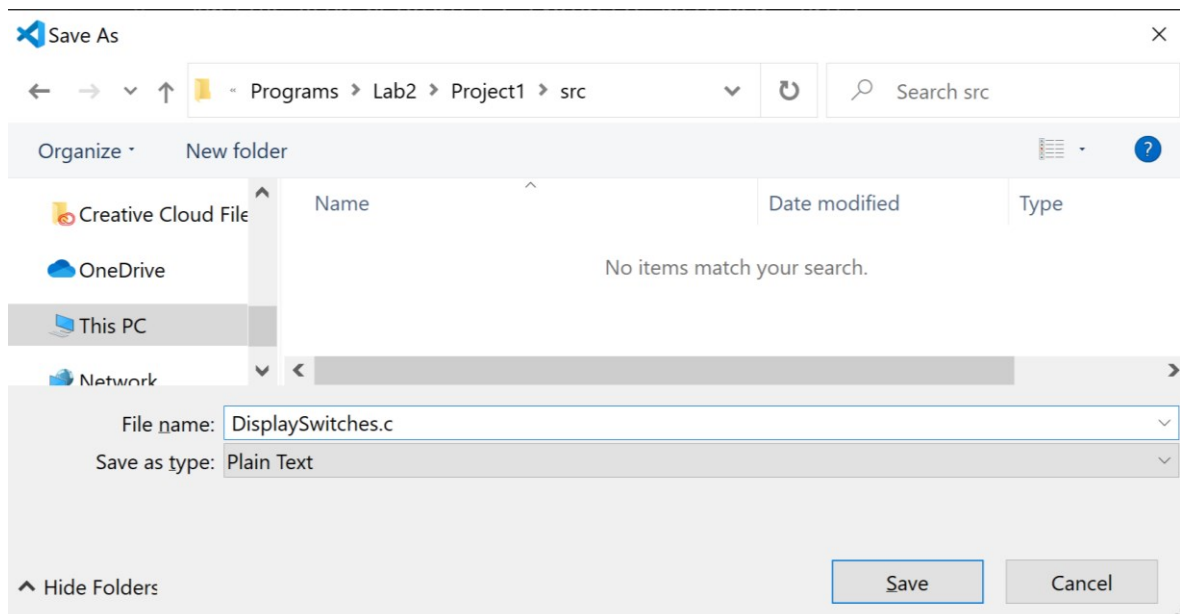 Save As
« Programs > Lab2 > Project1 > src
Search src
Organize
New folder
?
Creative Cloud File
OneDrive
This PC
Network
Name
Date modified
Type
No items match your search.
File name: DisplaySwitches.c
Save as type: Plain Text
Hide Folders
Save
Cancel